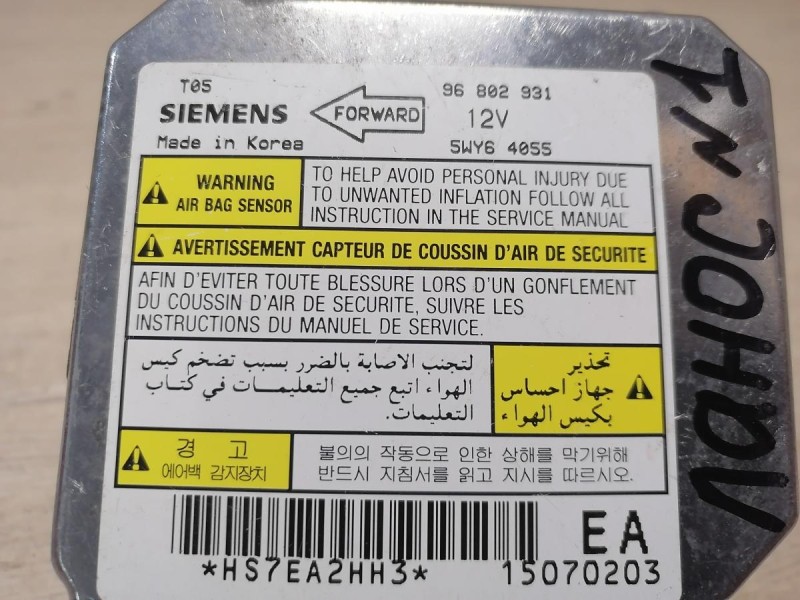 T05
SIEMENS
Made in Korea
FORWARD
96 802 931
12V
5WY6 4055
WARNING
AIR BAG SENSOR
TO HELP AVOID PERSONAL INJURY DUE
TO UNWANTED INFLATION FOLLOW ALL
INSTRUCTION IN THE SERVICE MANUAL
AVERTISSEMENT CAPTEUR DE COUSSIN D'AIR DE SECURITE
AFIN D'EVITER TOUTE BLESSURE LORS D'UN GONFLEMENT
DU COUSSIN D'AIR DE SECURITE, SUIVRE LES
INSTRUCTIONS DU MANUEL DE SERVICE.
تحذير
جهاز احساس
بكيس الهواء
لتجنب الاصابة بالضرر بسبب تضخم كيس
الهواء اتبع جميع التعليمات في كتاب
التعليمات.
경 고
에어백 감지장치
불의의 작동으로 인한 상해를 막기위해
반드시 지침서를 읽고 지시를 따르시오.
*HS7EA2HH3*
EA
15070203
ЛАНОС N1